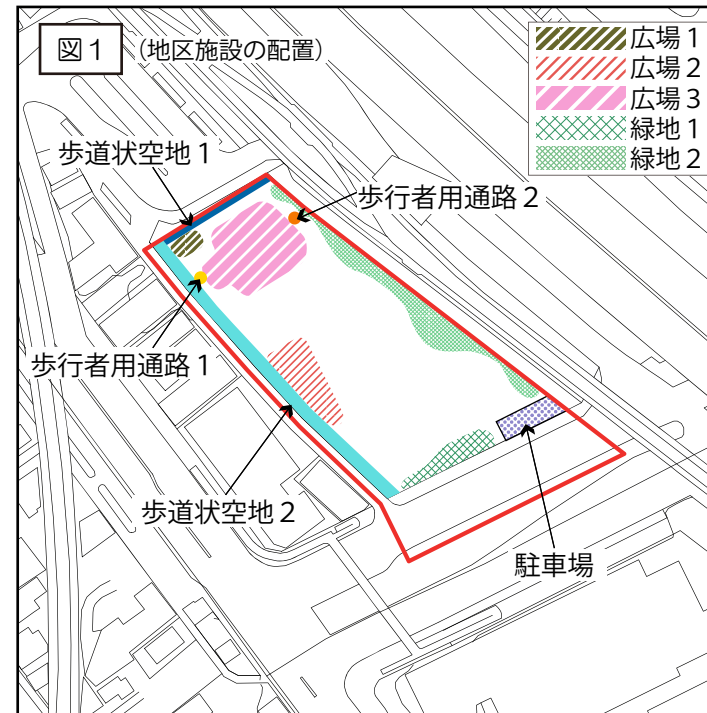 図1 (地区施設の配置)
広場1
広場2
広場3
緑地1
緑地2
歩道状空地1
歩行者用通路2
歩行者用通路1
歩道状空地2
駐車場